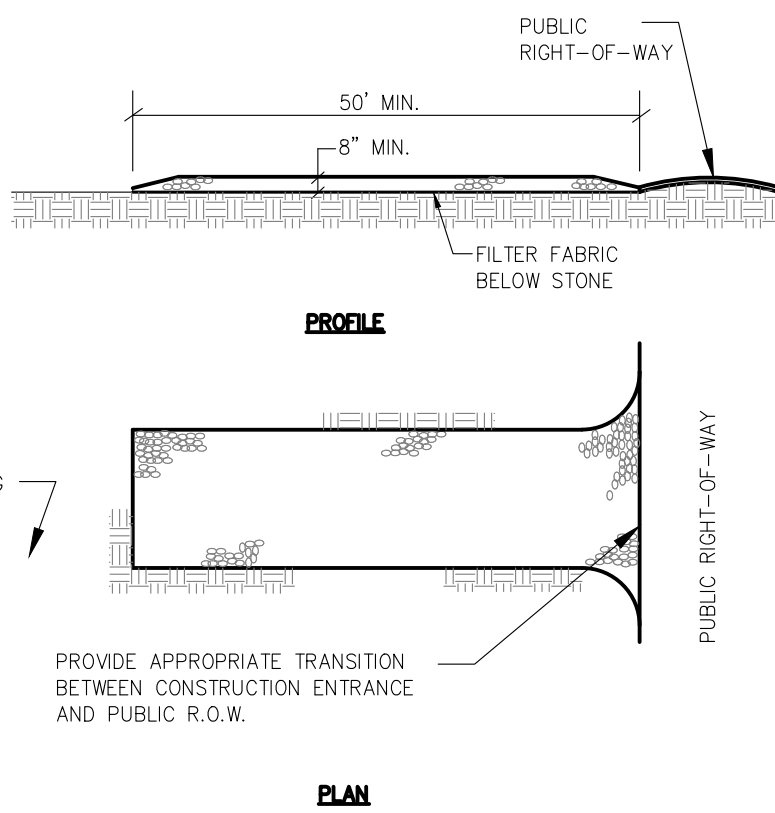 PUBLIC
RIGHT-OF-WAY
50' MIN.
8" MIN.
FILTER FABRIC
BELOW STONE
PROFILE
PUBLIC RIGHT-OF-WAY
PROVIDE APPROPRIATE TRANSITION
BETWEEN CONSTRUCTION ENTRANCE
AND PUBLIC R.O.W.
PLAN